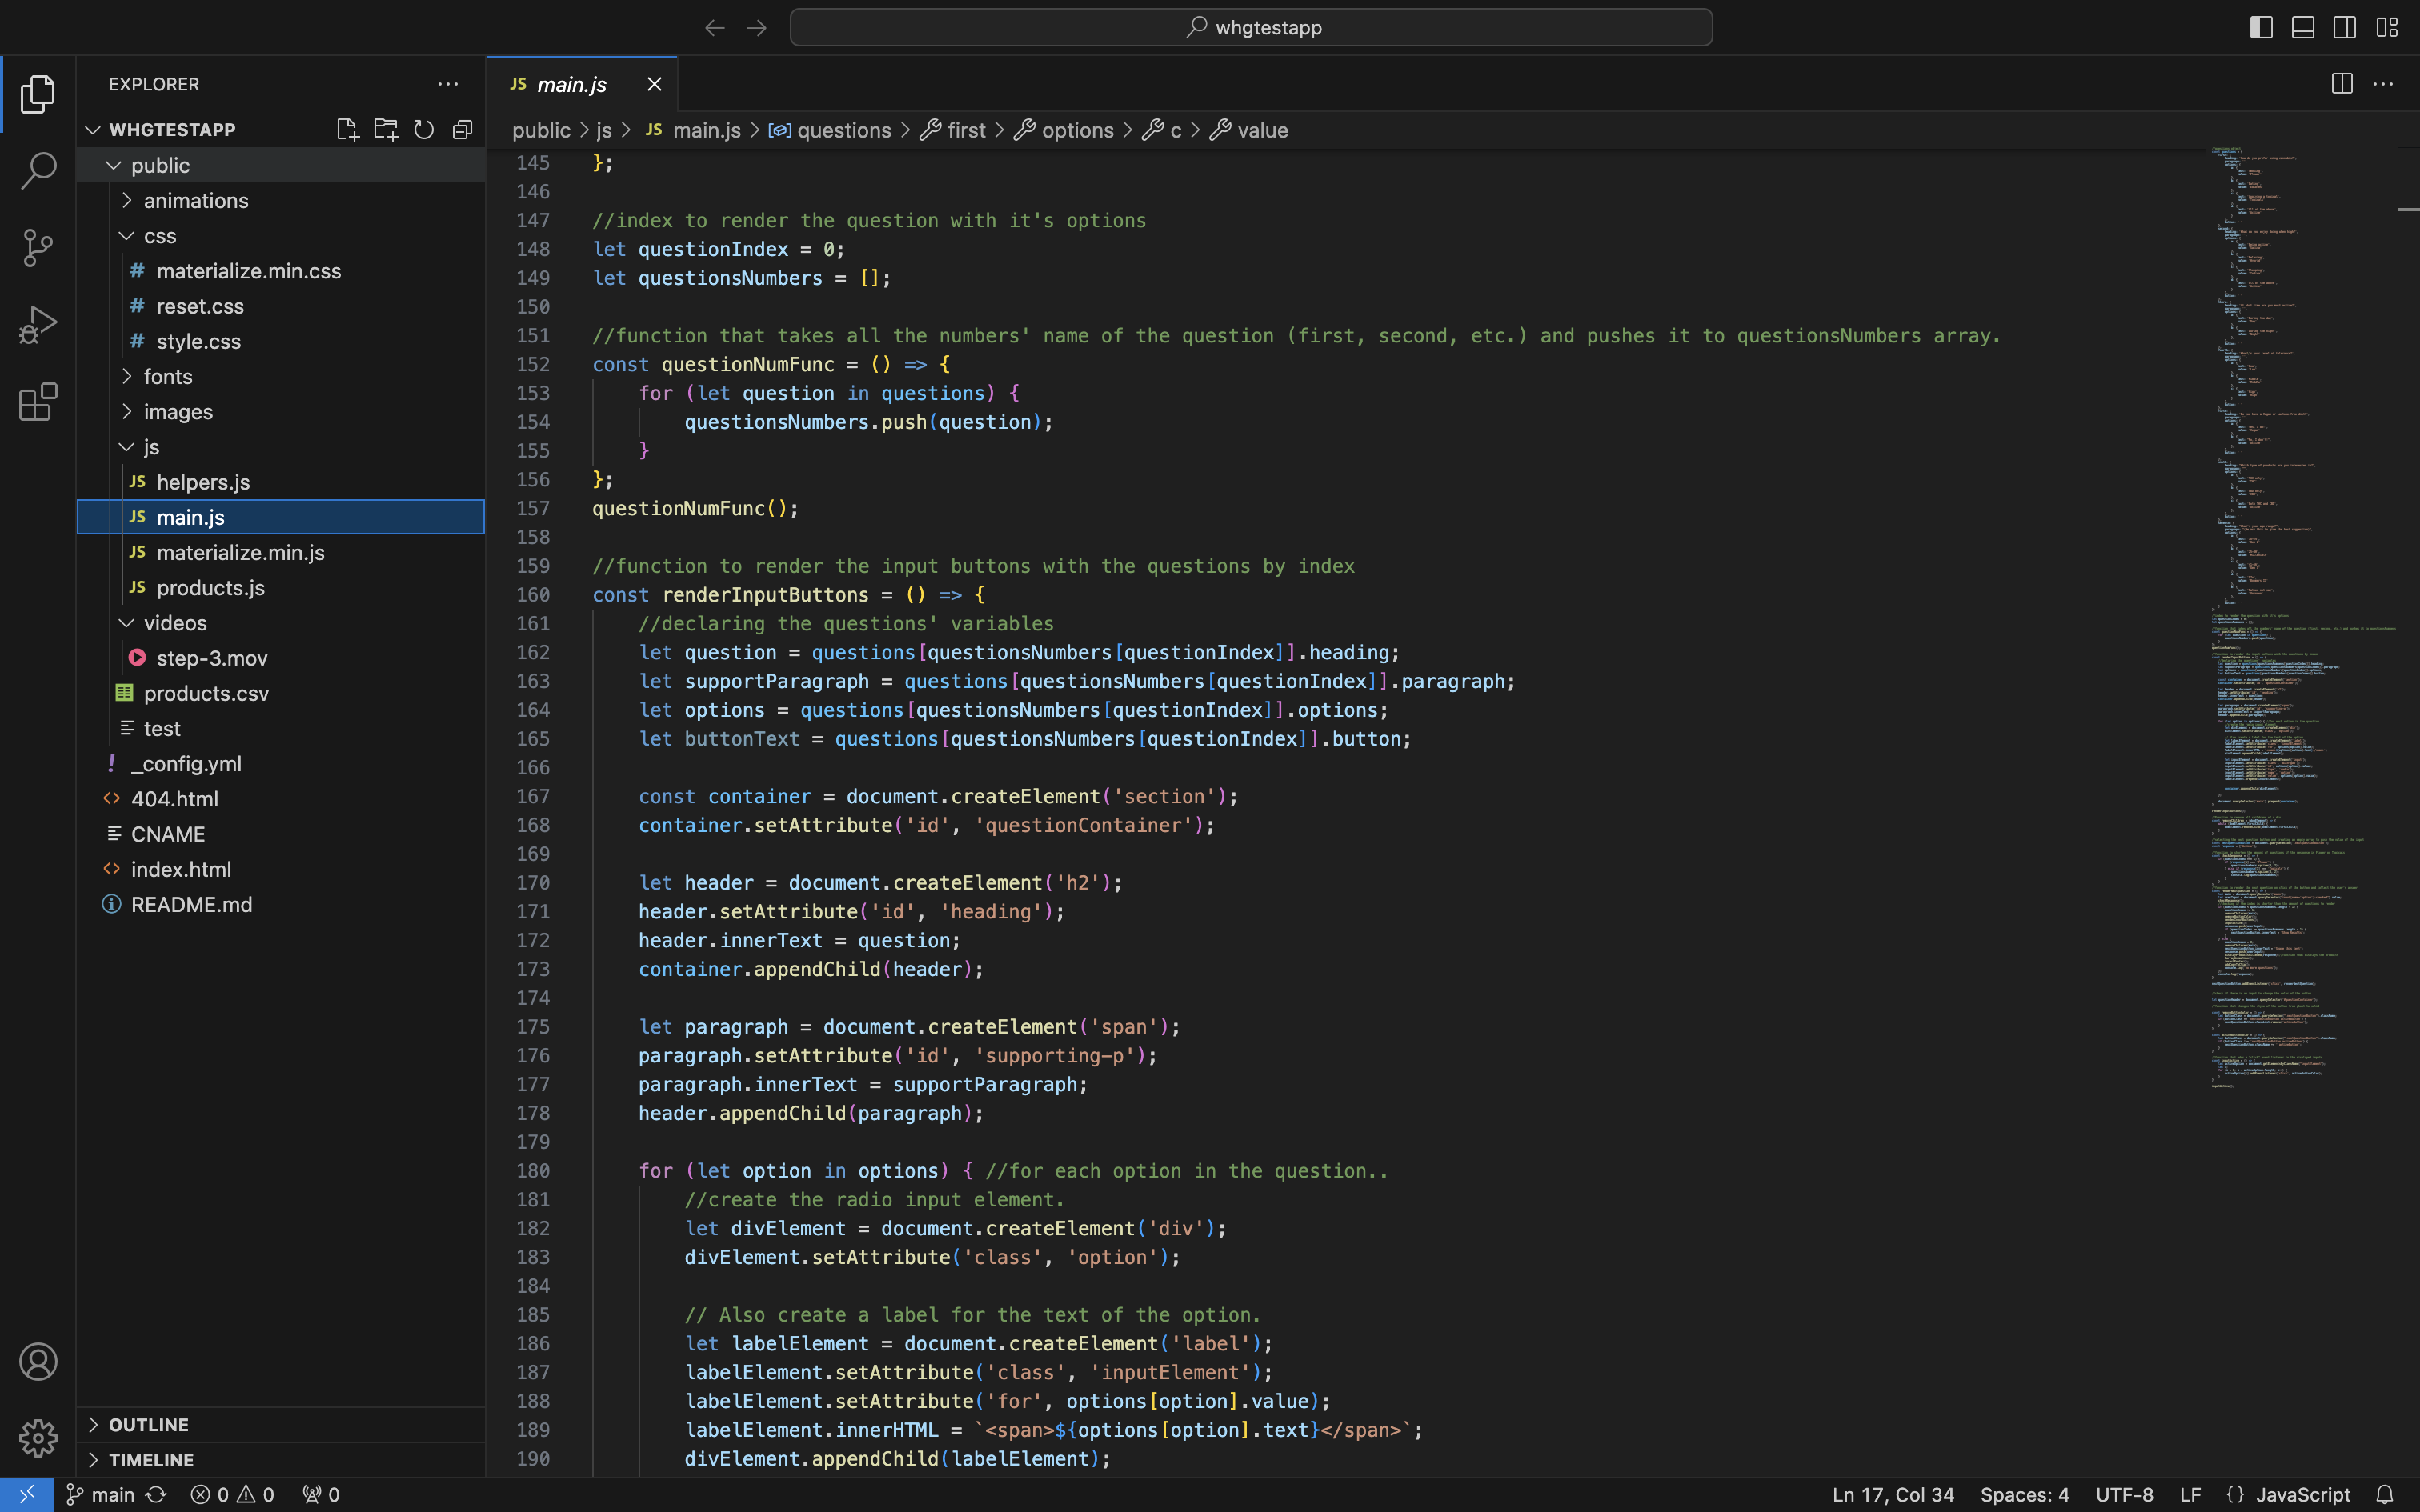 whgtestapp
EXPLORER
WHGTESTAPP
public
animations
css
# materialize.min.css
# reset.css
# style.css
fonts
images
js
JS helpers.js
JS main.js
JS materialize.min.js
JS products.js
videos
step-3.mov
products.csv
test
! _config.yml
<> 404.html
CNAME
<> index.html
README.md
OUTLINE
TIMELINE
JS main.js
public > js > JS main.js > questions > first > options > c > value
145 };
146
147 //index to render the question with it's options
148 let questionIndex = 0;
149 let questionsNumbers = [];
150
151 //function that takes all the numbers' name of the question (first, second, etc.) and pushes it to questionsNumbers array.
152 const questionNumFunc = () => {
153 for (let question in questions) {
154 questionsNumbers.push(question);
155 }
156 };
157 questionNumFunc();
158
159 //function to render the input buttons with the questions by index
160 const renderInputButtons = () => {
161 //declaring the questions' variables
162 let question = questions[questionsNumbers[questionIndex]].heading;
163 let supportParagraph = questions[questionsNumbers[questionIndex]].paragraph;
164 let options = questions[questionsNumbers[questionIndex]].options;
165 let buttonText = questions[questionsNumbers[questionIndex]].button;
166
167 const container = document.createElement('section');
168 container.setAttribute('id', 'questionContainer');
169
170 let header = document.createElement('h2');
171 header.setAttribute('id', 'heading');
172 header.innerText = question;
173 container.appendChild(header);
174
175 let paragraph = document.createElement('span');
176 paragraph.setAttribute('id', 'supporting-p');
177 paragraph.innerText = supportParagraph;
178 header.appendChild(paragraph);
179
180 for (let option in options) { //for each option in the question..
181 //create the radio input element.
182 let divElement = document.createElement('div');
183 divElement.setAttribute('class', 'option');
184
185 // Also create a label for the text of the option.
186 let labelElement = document.createElement('label');
187 labelElement.setAttribute('class', 'inputElement');
188 labelElement.setAttribute('for', options[option].value);
189 labelElement.innerHTML = `<span>${options[option].text}</span>`;
190 divElement.appendChild(labelElement);
main 0 0 0
Ln 17, Col 34 Spaces: 4 UTF-8 LF {} JavaScript